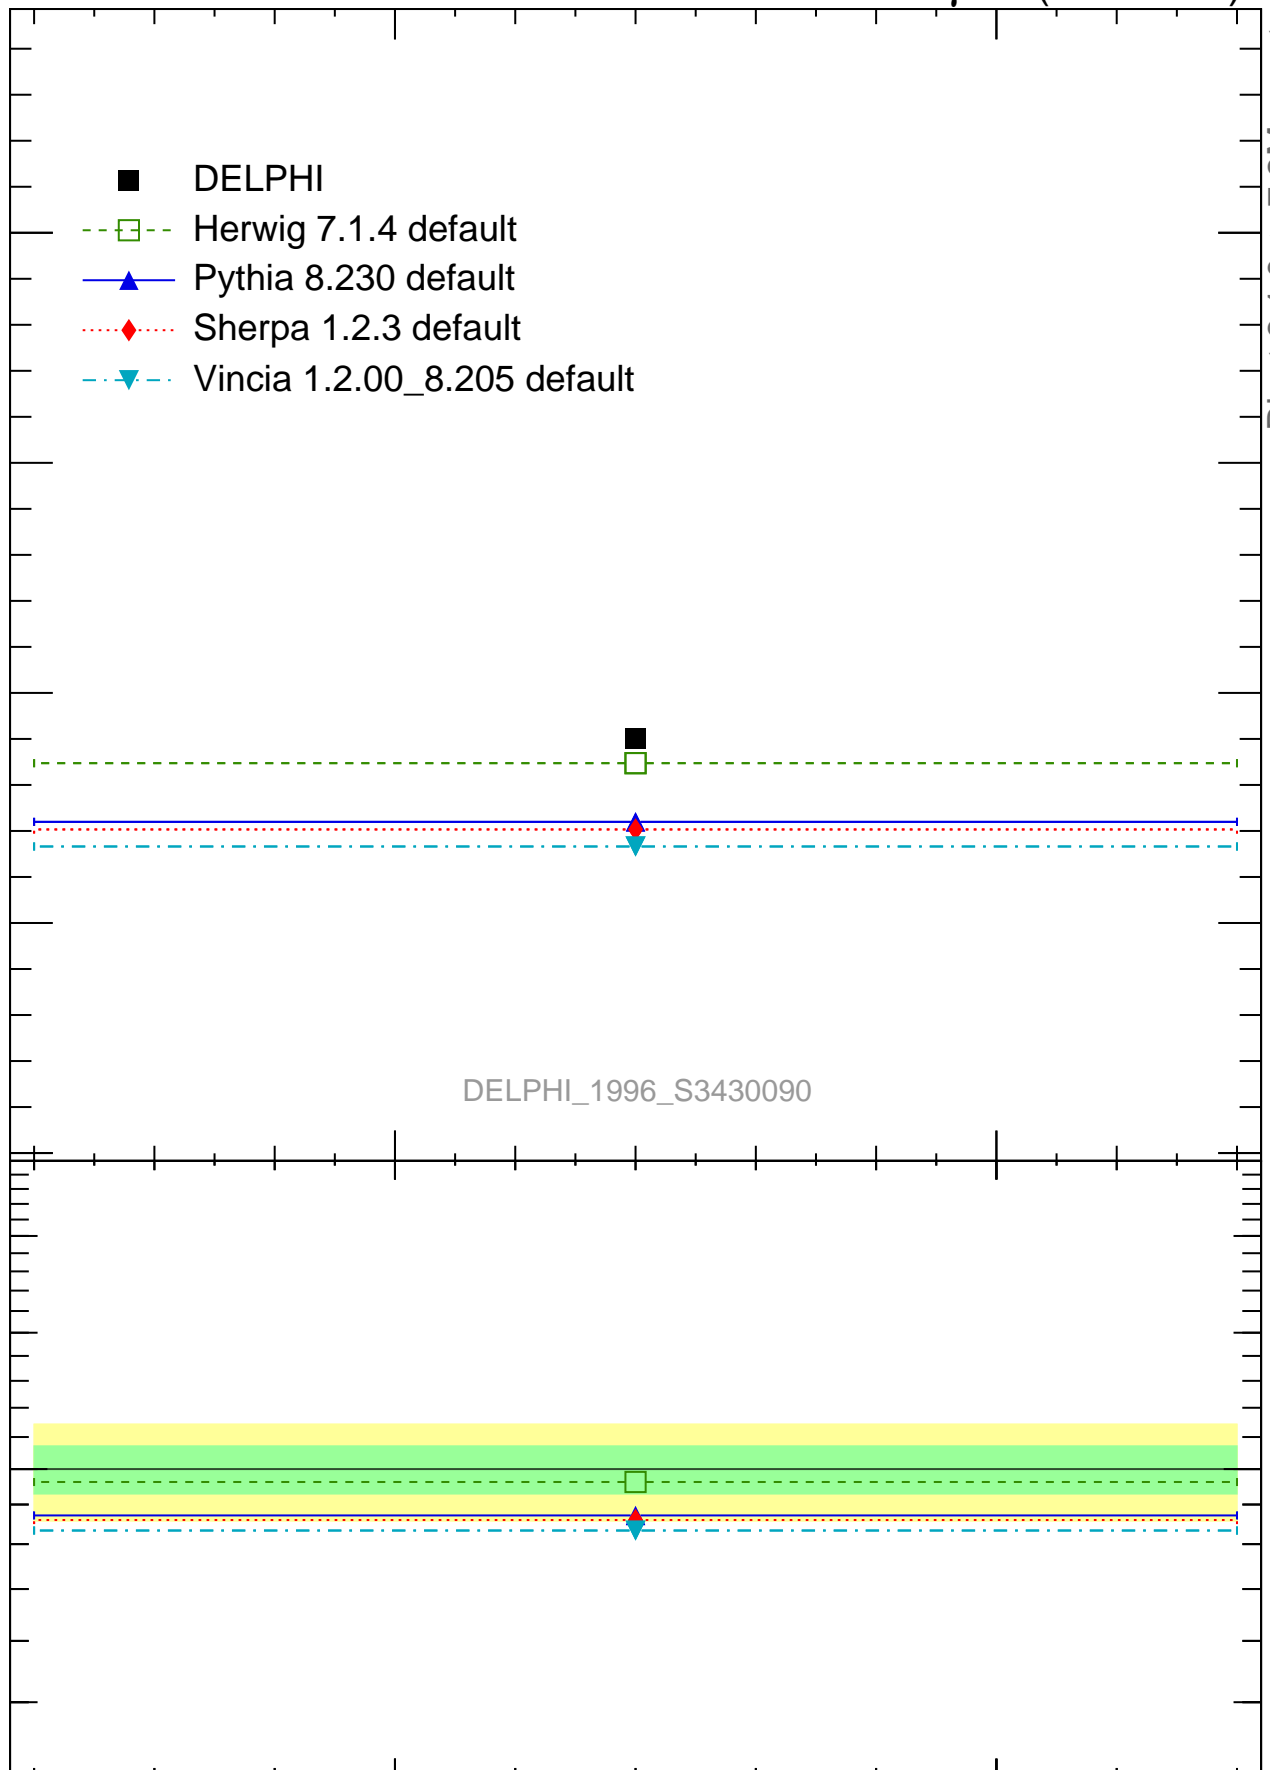 DELPHI
Herwig 7.1.4 default
Pythia 8.230 default
Sherpa 1.2.3 default
Vincia 1.2.00_8.205 default
DELPHI_1996_S3430090